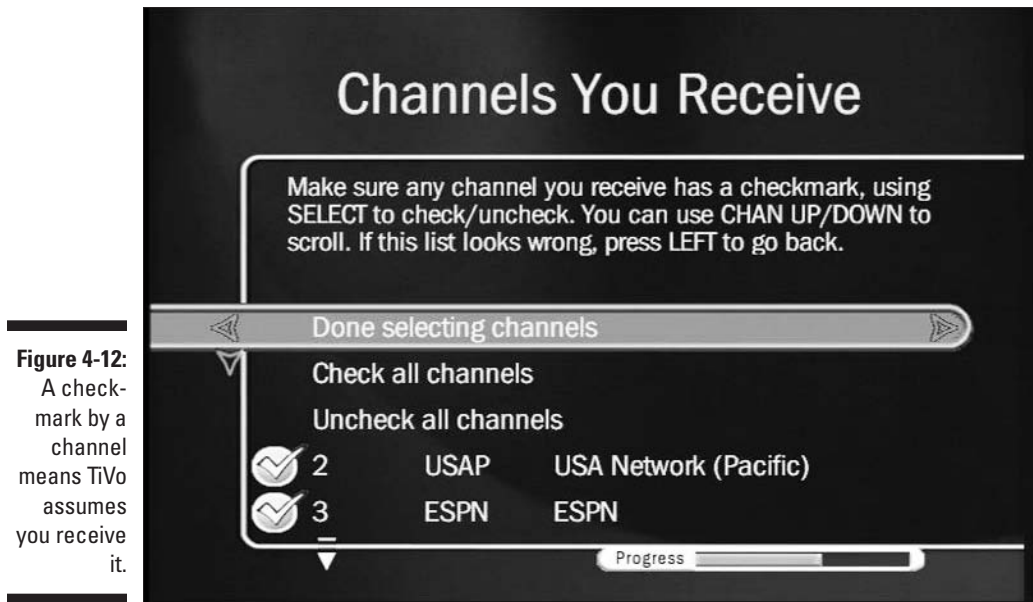 Channels You Receive
Make sure any channel you receive has a checkmark, using
SELECT to check/uncheck. You can use CHAN UP/DOWN to
scroll. If this list looks wrong, press LEFT to go back.
Done selecting channels
Check all channels
Uncheck all channels
2 USAP USA Network (Pacific)
3 ESPN ESPN
Progress
Figure 4-12:
A check-
mark by a
channel
means TiVo
assumes
you receive
it.